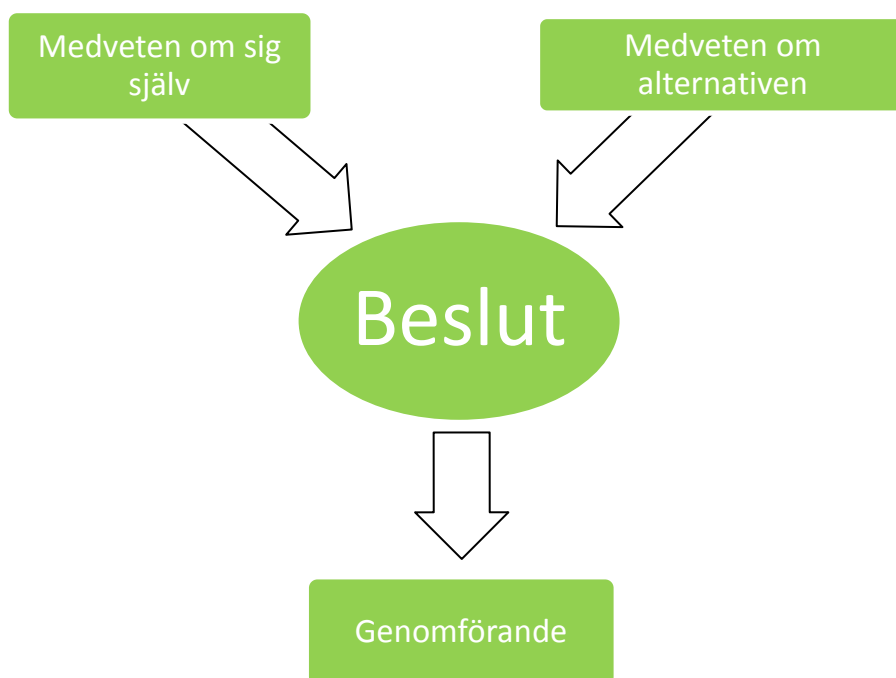 Medveten om sig
själv
Medveten om
alternativen
Beslut
Genomförande